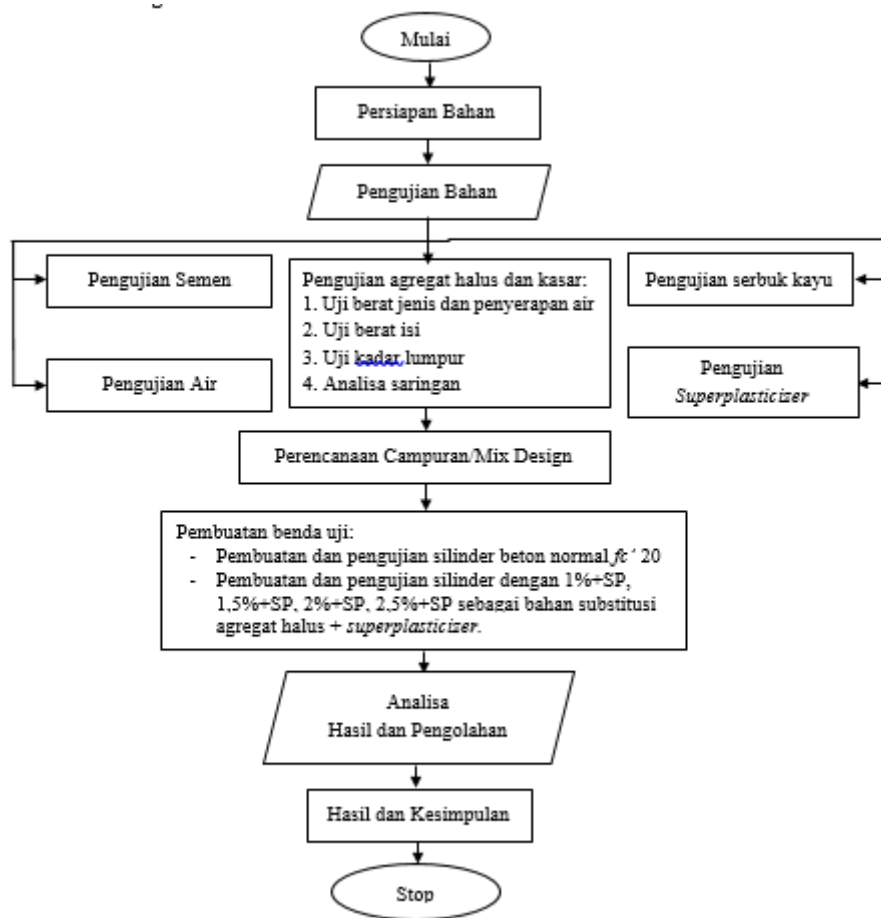 Mulai
Persiapan Bahan
Pengujian Bahan
Pengujian Semen
Pengujian agregat halus dan kasar:
1. Uji berat jenis dan penyerapan air
2. Uji berat isi
3. Uji kadar lumpur
4. Analisa saringan
Pengujian serbuk kayu
Pengujian Air
Pengujian
Superplasticizer
Perencanaan Campuran/Mix Design
Pembuatan benda uji:
- Pembuatan dan pengujian silinder beton normal fc' 20
- Pembuatan dan pengujian silinder dengan 1%+SP,
1,5%+SP, 2%+SP, 2,5%+SP sebagai bahan substitusi
agregat halus + superplasticizer.
Analisa
Hasil dan Pengolahan
Hasil dan Kesimpulan
Stop